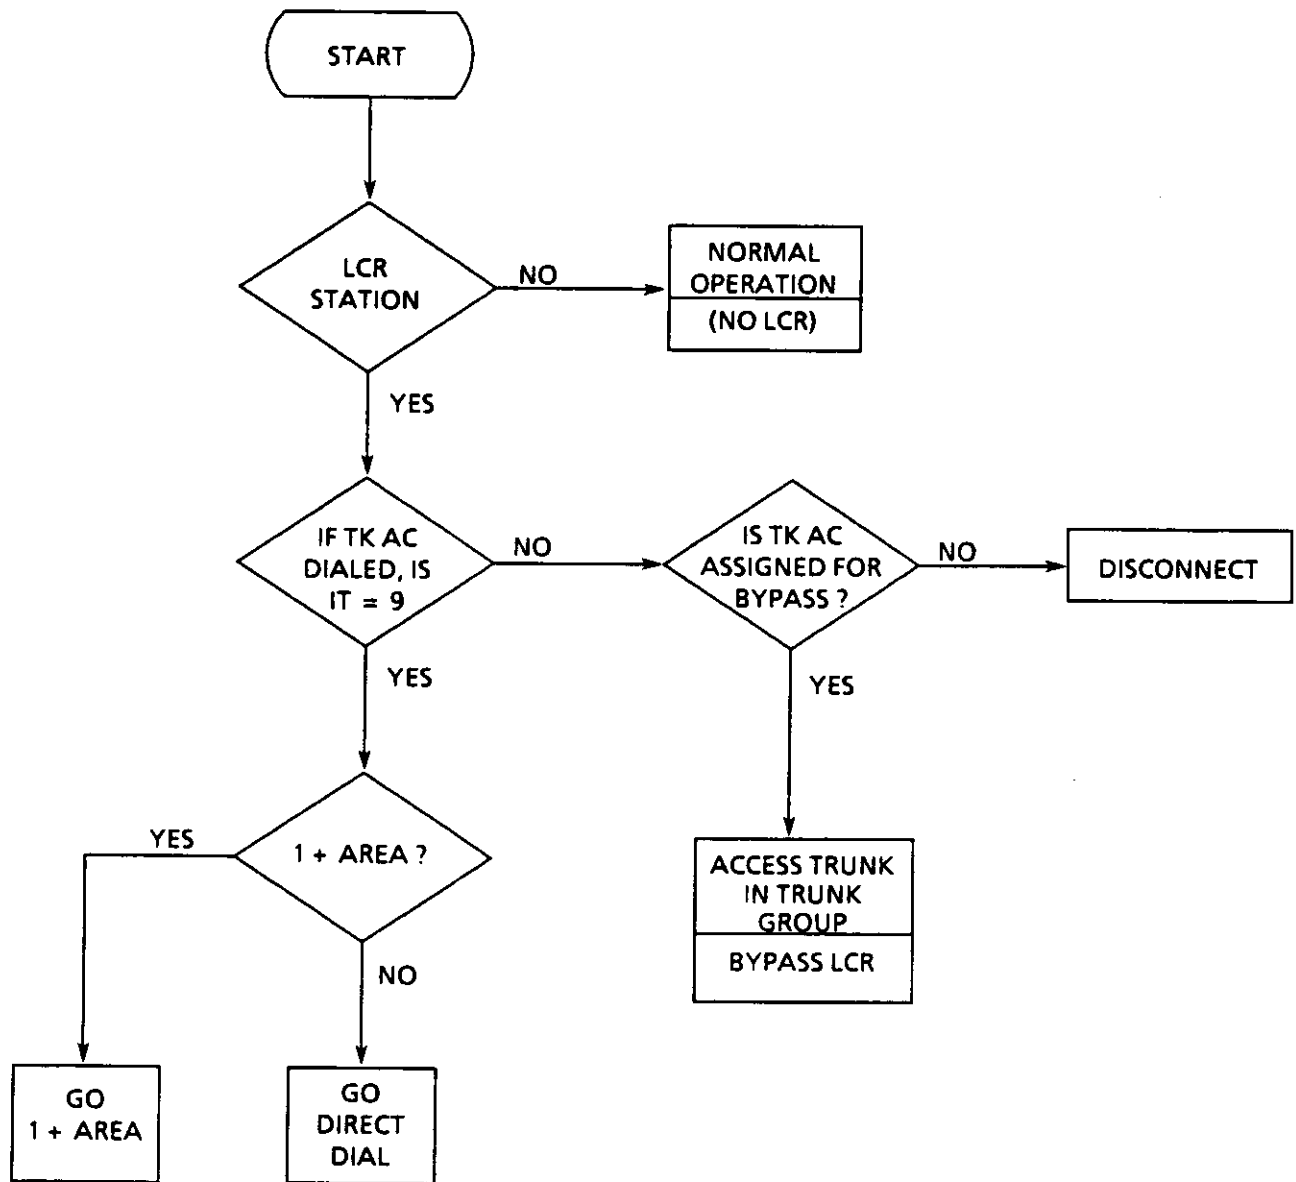 START
LCR
STATION
NO
NORMAL
OPERATION
(NO LCR)
YES
IF TK AC
DIALED, IS
IT = 9
NO
IS TK AC
ASSIGNED FOR
BYPASS ?
NO
DISCONNECT
YES
YES
YES
1 + AREA ?
ACCESS TRUNK
IN TRUNK
GROUP
BYPASS LCR
NO
GO
1 + AREA
GO
DIRECT
DIAL